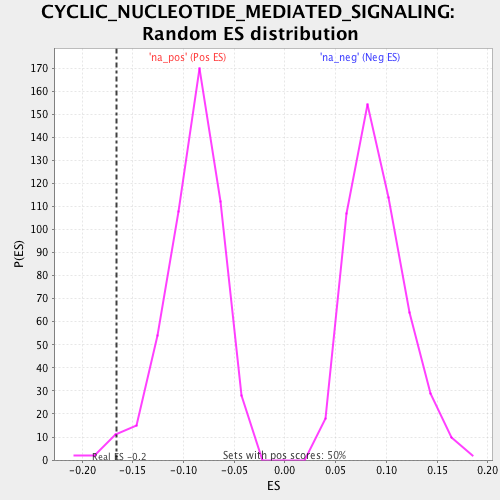 CYCLIC_NUCLEOTIDE_MEDIATED_SIGNALING:
Random ES distribution
'na_pos' (Pos ES) 'na_neg' (Neg ES)
170
160
150
140
130
120
110
100
90
80
70
60
50
40
30
20
10
0
P(ES)
Real ES -0.2 Sets with pos scores: 50%
-0.20 -0.15 -0.10 -0.05 0.00 0.05 0.10 0.15 0.20
ES